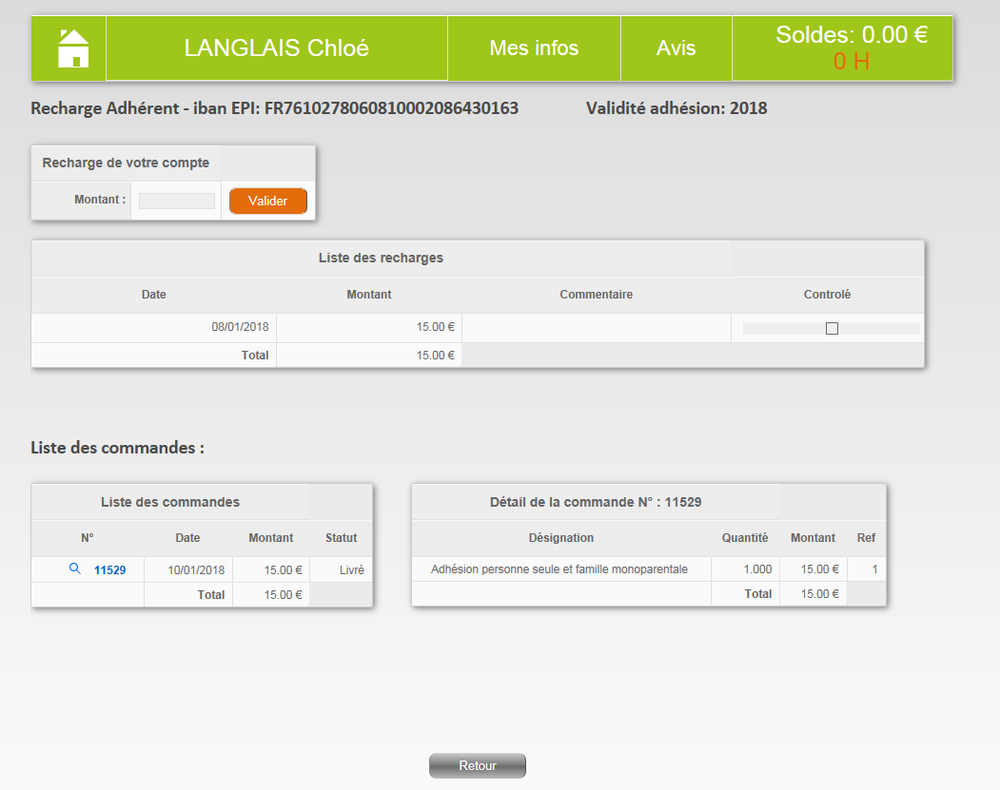 LANGLAIS Chloé Mes infos Avis Soldes: 0.00 €
0 H
Recharge Adhérent - iban EPI: FR7610278060810002086430163 Validité adhésion: 2018
Recharge de votre compte
Montant : Valider
Liste des recharges
Date Montant Commentaire Contrôlé
08/01/2018 15.00 €
Total 15.00 €
Liste des commandes :
Liste des commandes
N° Date Montant Statut
11529 10/01/2018 15.00 € Livré
Total 15.00 €
Détail de la commande N° : 11529
Désignation Quantité Montant Ref
Adhésion personne seule et famille monoparentale 1.000 15.00 € 1
Total 15.00 €
Retour